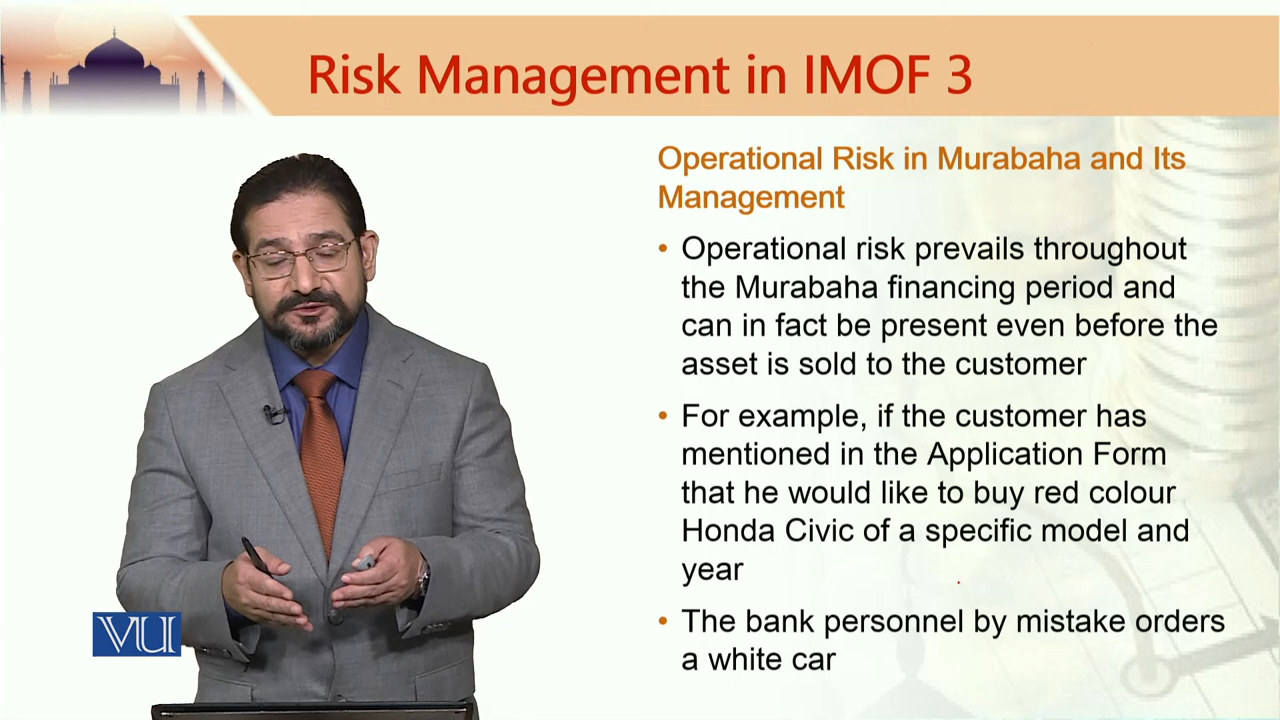 Risk Management in IMOF 3
Operational Risk in Murabaha and Its
Management
• Operational risk prevails throughout
the Murabaha financing period and
can in fact be present even before the
asset is sold to the customer
• For example, if the customer has
mentioned in the Application Form
that he would like to buy red colour
Honda Civic of a specific model and
year
• The bank personnel by mistake orders
a white car
VU